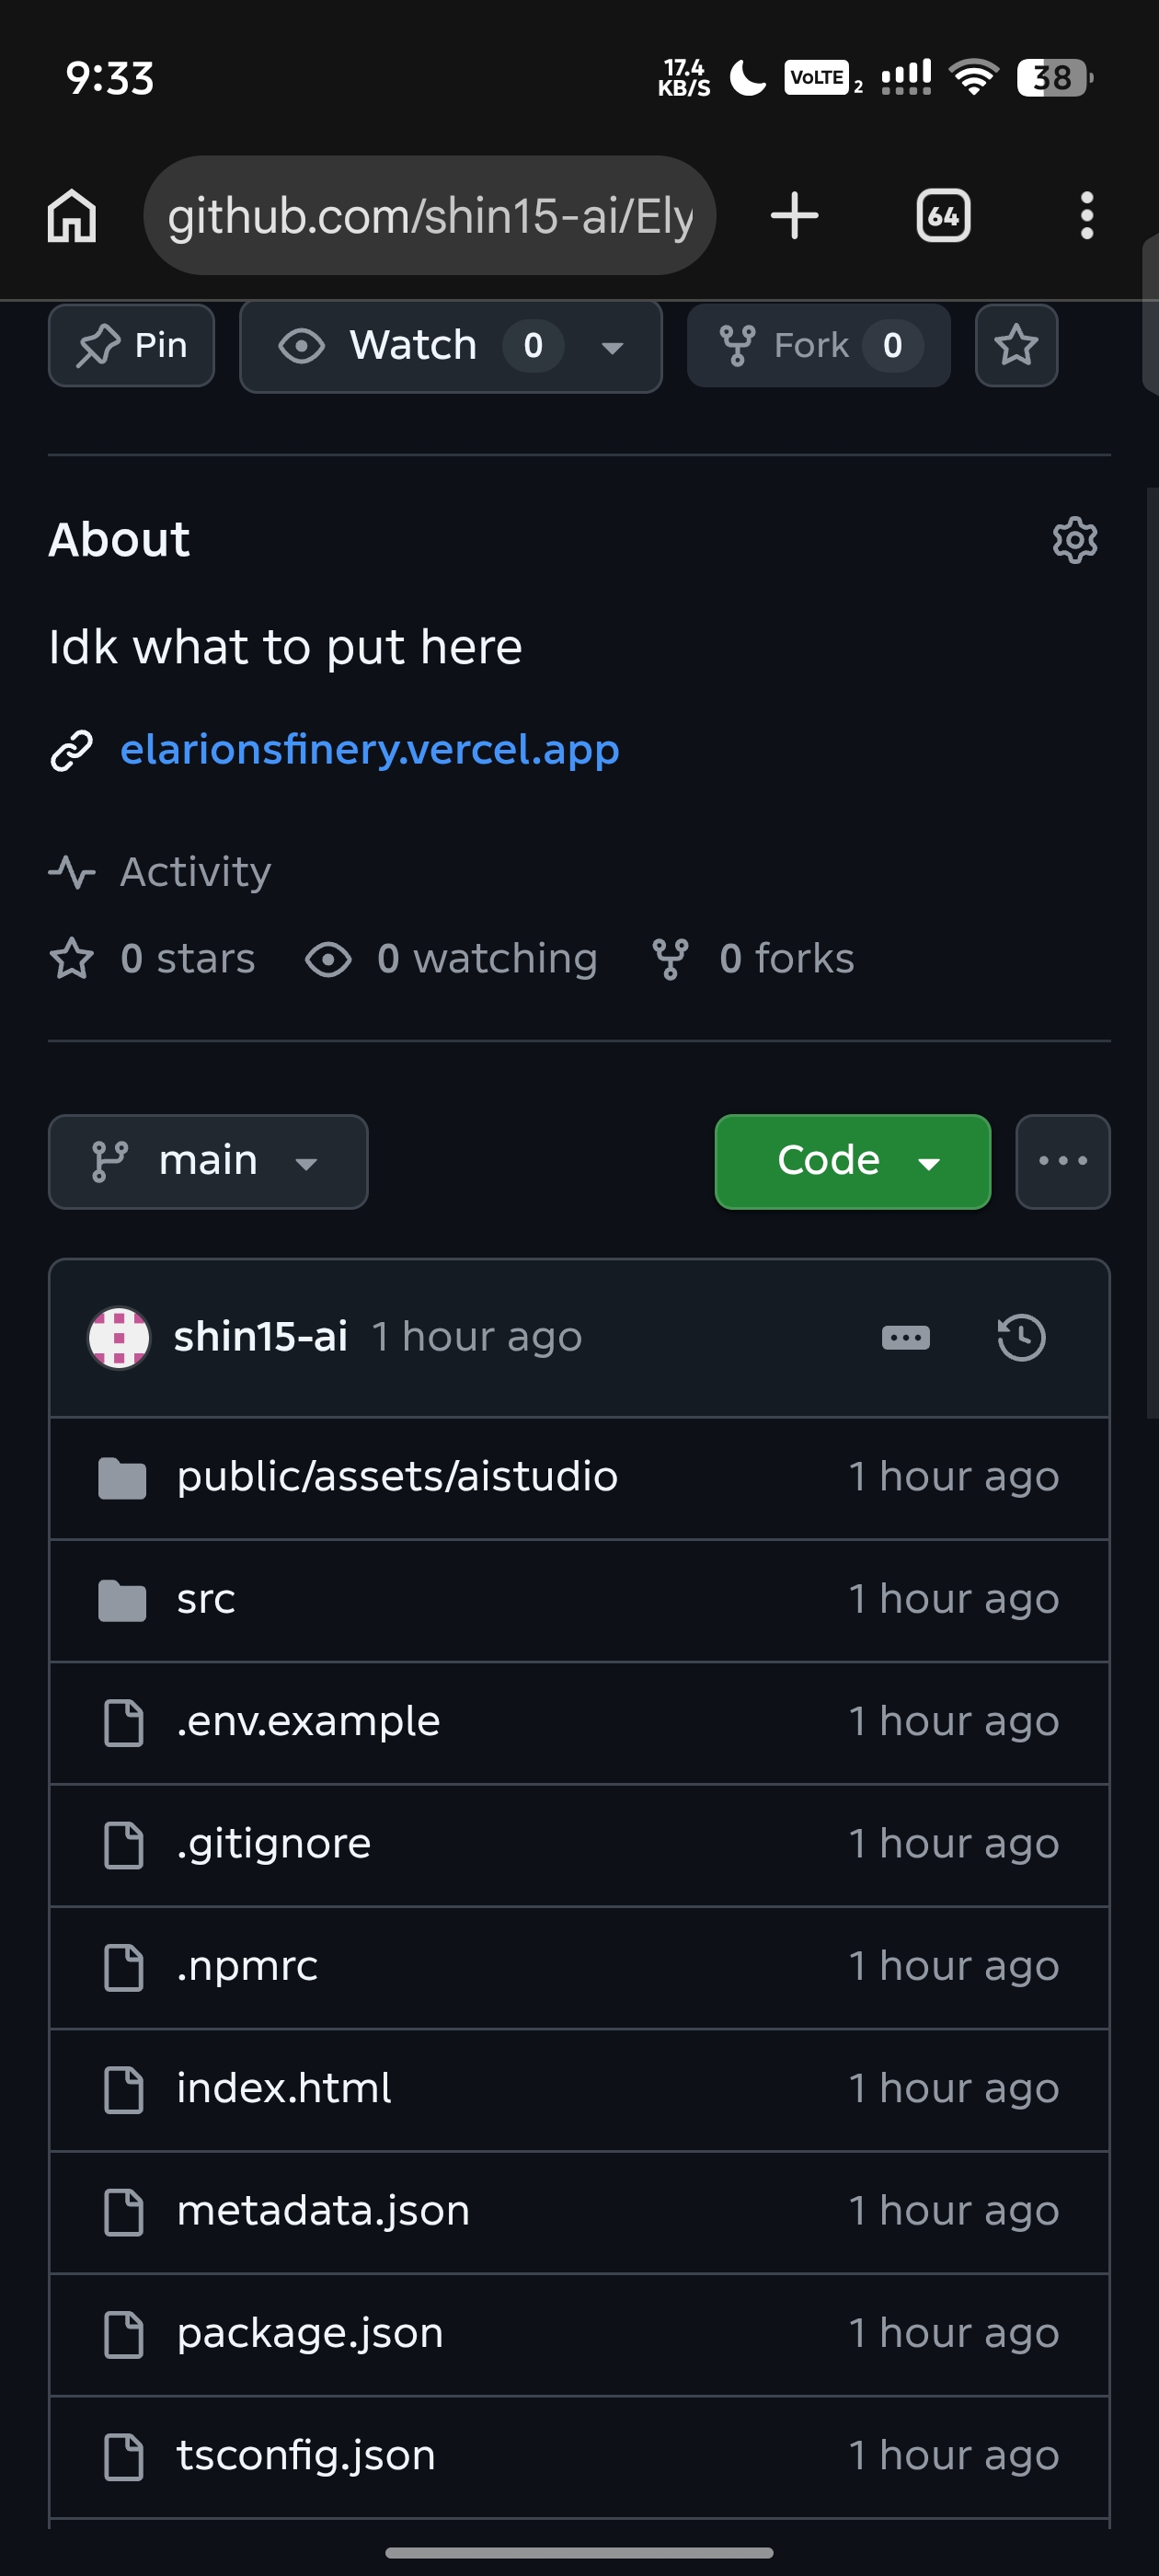 9:33
17.4
KB/S
VoLTE 2
38
github.com/shin15-ai/Ely
64
Pin
Watch 0
Fork 0
About
Idk what to put here
elarionsfinery.vercel.app
Activity
0 stars 0 watching 0 forks
main
Code
shin15-ai 1 hour ago
public/assets/aistudio 1 hour ago
src 1 hour ago
.env.example 1 hour ago
.gitignore 1 hour ago
.npmrc 1 hour ago
index.html 1 hour ago
metadata.json 1 hour ago
package.json 1 hour ago
tsconfig.json 1 hour ago